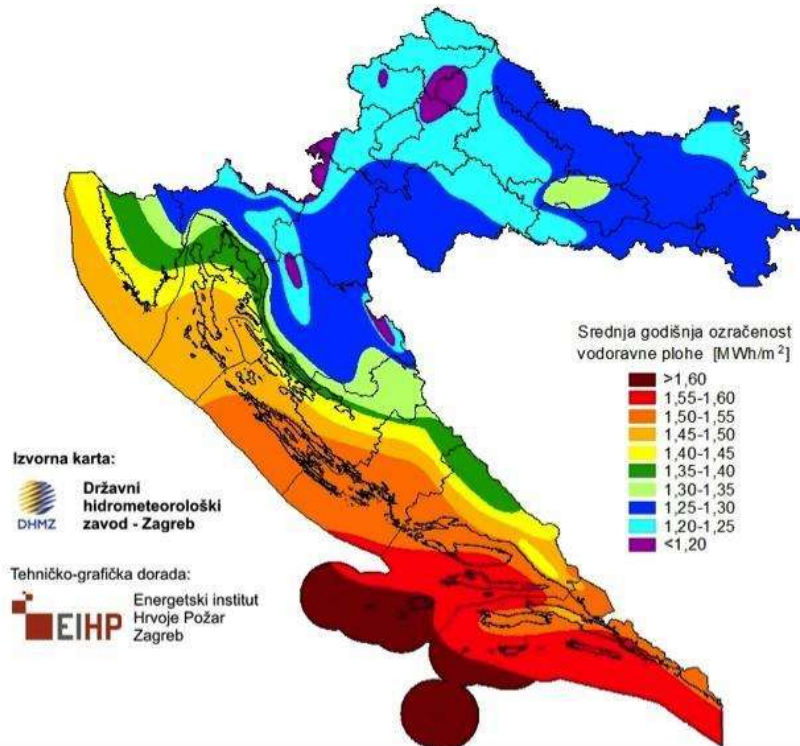 Srednja godišnja ozračenost
vodoravne plohe [MWh/m²]
>1,60
1,55-1,60
1,50-1,55
1,45-1,50
1,40-1,45
1,35-1,40
1,30-1,35
1,25-1,30
1,20-1,25
<1,20
Izvorna karta:
DHMZ
Državni
hidrometeorološki
zavod - Zagreb
Tehničko-grafička dorada:
EIHP
Energetski institut
Hrvoje Požar
Zagreb